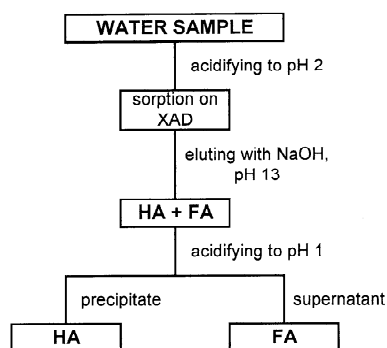 WATER SAMPLE
acidifying to pH 2
sorption on
XAD
eluting with NaOH,
pH 13
HA + FA
acidifying to pH 1
precipitate
supernatant
HA
FA